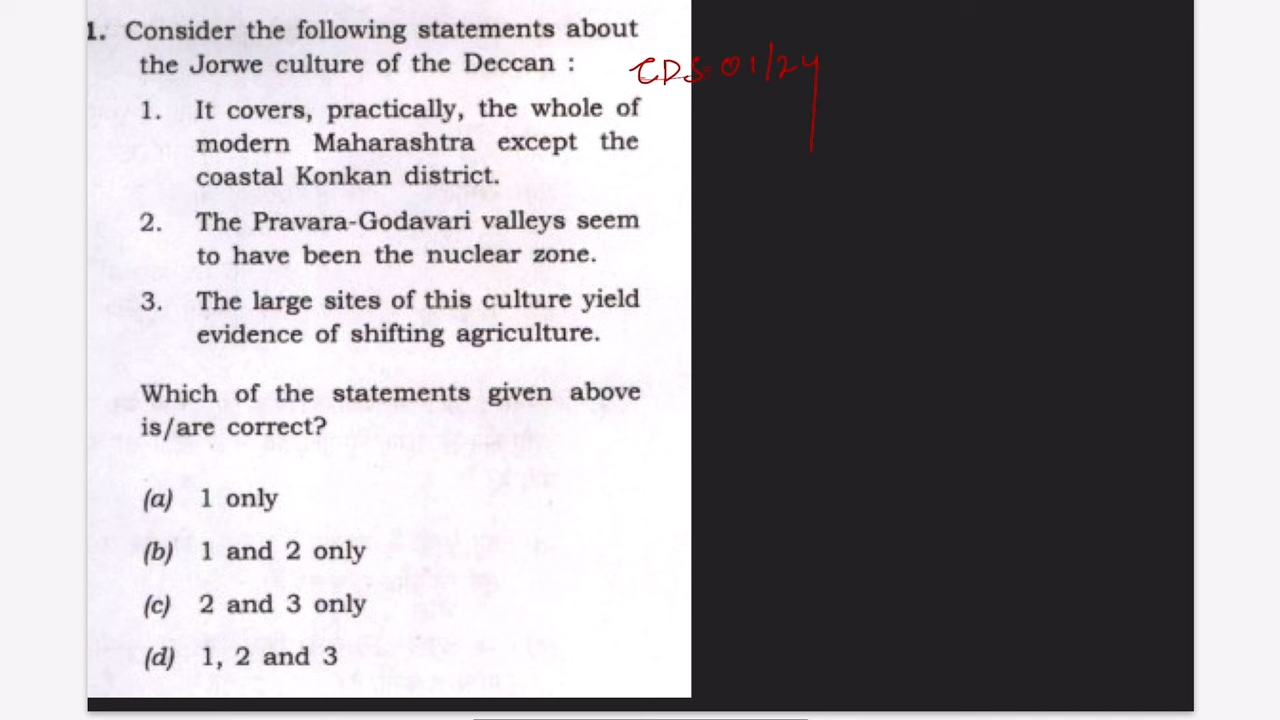 1. Consider the following statements about
the Jorwe culture of the Deccan :
CDS 01/24
1. It covers, practically, the whole of
modern Maharashtra except the
coastal Konkan district.
2. The Pravara-Godavari valleys seem
to have been the nuclear zone.
3. The large sites of this culture yield
evidence of shifting agriculture.
Which of the statements given above
is/are correct?
(a) 1 only
(b) 1 and 2 only
(c) 2 and 3 only
(d) 1, 2 and 3